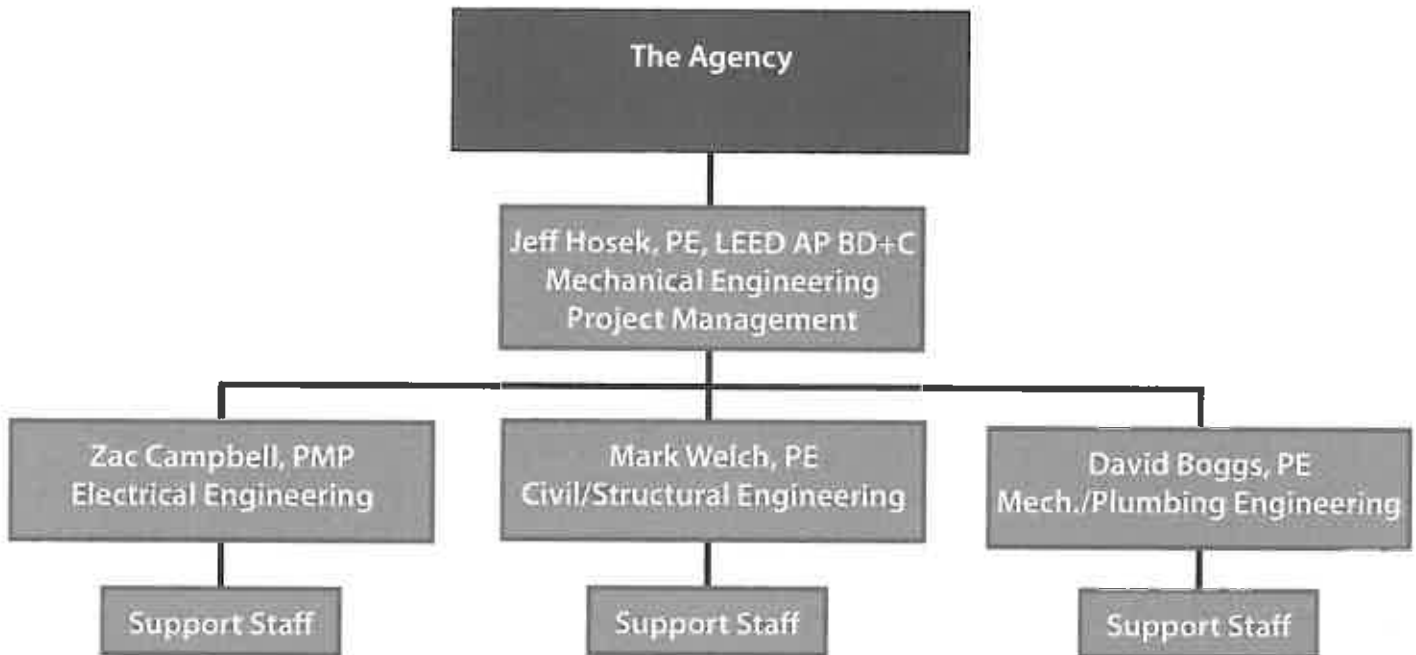 The Agency
Jeff Hosek, PE, LEED AP BD+C
Mechanical Engineering
Project Management
Zac Campbell, PMP
Electrical Engineering
Mark Welch, PE
Civil/Structural Engineering
David Boggs, PE
Mech./Plumbing Engineering
Support Staff
Support Staff
Support Staff